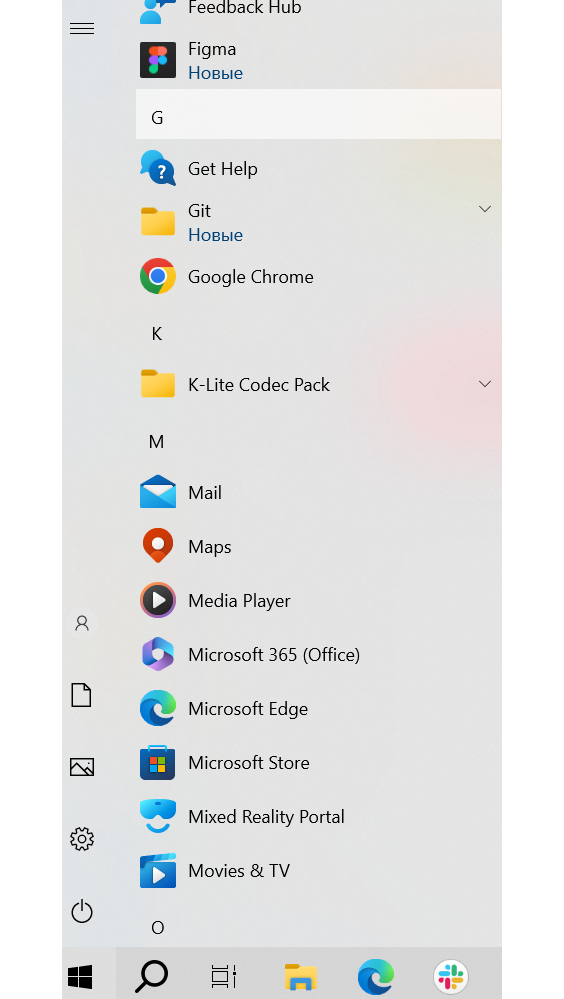 Feedback Hub
Figma
Новые
G
Get Help
Git
Новые
Google Chrome
K
K-Lite Codec Pack
M
Mail
Maps
Media Player
Microsoft 365 (Office)
Microsoft Edge
Microsoft Store
Mixed Reality Portal
Movies & TV
O